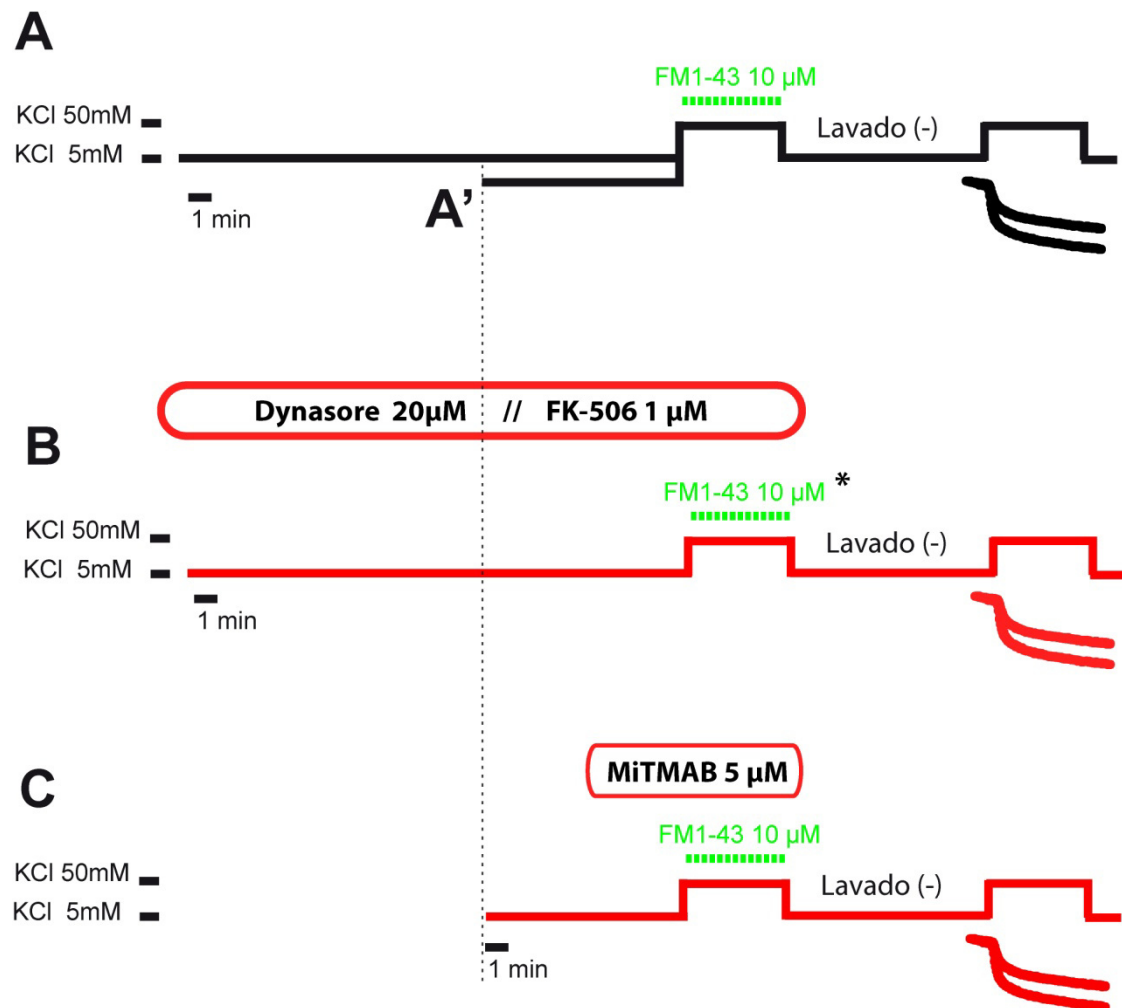 A
FM1-43 10 µM
KCl 50mM
Lavado (-)
KCl 5mM
A'
1 min
Dynasore 20µM // FK-506 1 µM
B
FM1-43 10 µM *
KCl 50mM
Lavado (-)
KCl 5mM
1 min
MiTMAB 5 µM
C
FM1-43 10 µM
KCl 50mM
Lavado (-)
KCl 5mM
1 min